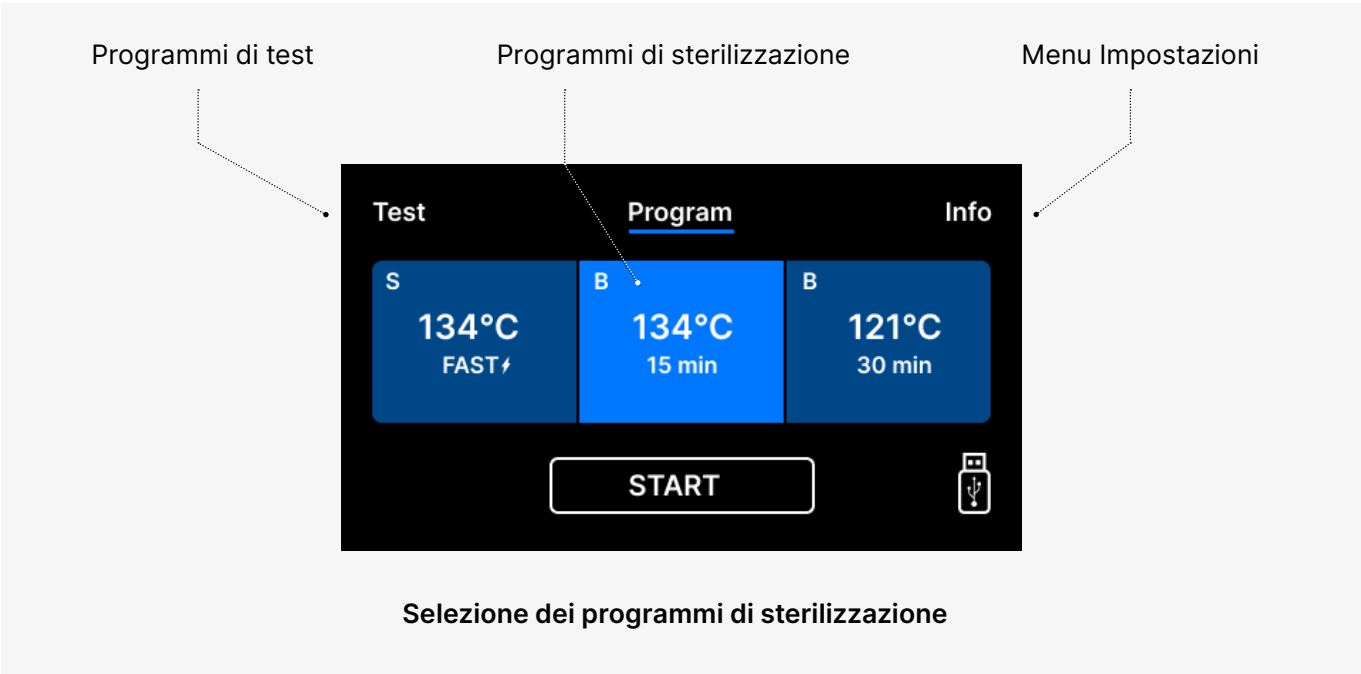 Programmi di test
Programmi di sterilizzazione
Menu Impostazioni
Test
Program
Info
S
134°C
FAST
B
134°C
15 min
B
121°C
30 min
START
Selezione dei programmi di sterilizzazione